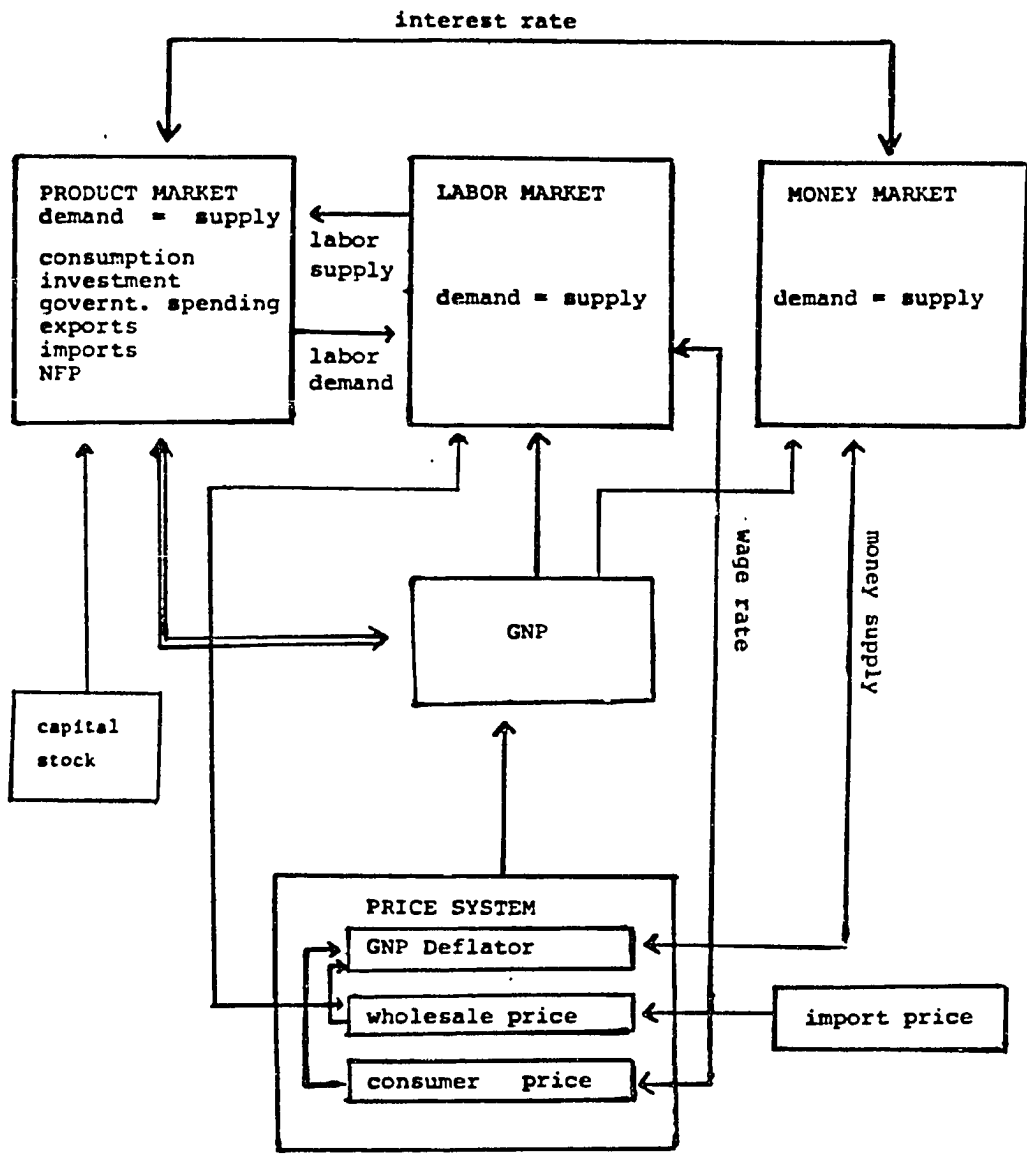 interest rate
PRODUCT MARKET
demand = supply
consumption
investment
governt. spending
exports
imports
NFP
labor
supply
labor
demand
LABOR MARKET
demand = supply
MONEY MARKET
demand = supply
wage rate
money supply
GNP
capital
stock
PRICE SYSTEM
GNP Deflator
wholesale price
consumer price
import price